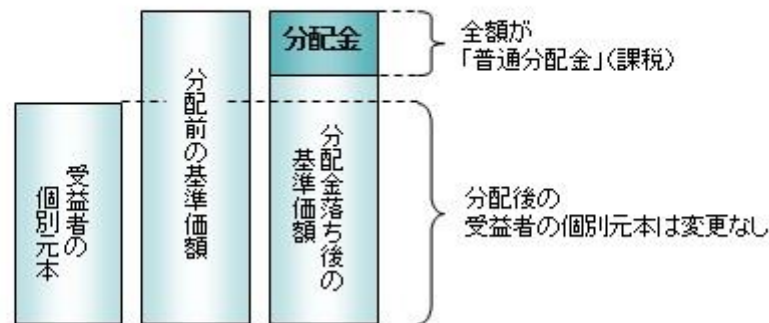 受益者の
個別元本
分配前の基準価額
分配金
分配金落ち後の
基準価額
全額が
「普通分配金」(課税)
分配後の
受益者の個別元本は変更なし